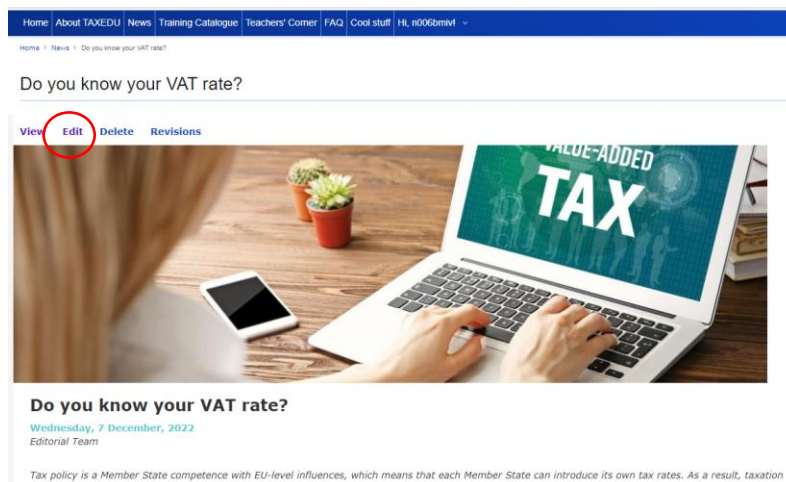 Home About TAXEDU News Training Catalogue Teachers' Corner FAQ Cool stuff Hi, n006bmiv!
Home > News > Do you know your VAT rate?
Do you know your VAT rate?
View Edit Delete Revisions
VALUE-ADDED
TAX
Do you know your VAT rate?
Wednesday, 7 December, 2022
Editorial Team
Tax policy is a Member State competence with EU-level influences, which means that each Member State can introduce its own tax rates. As a result, taxation